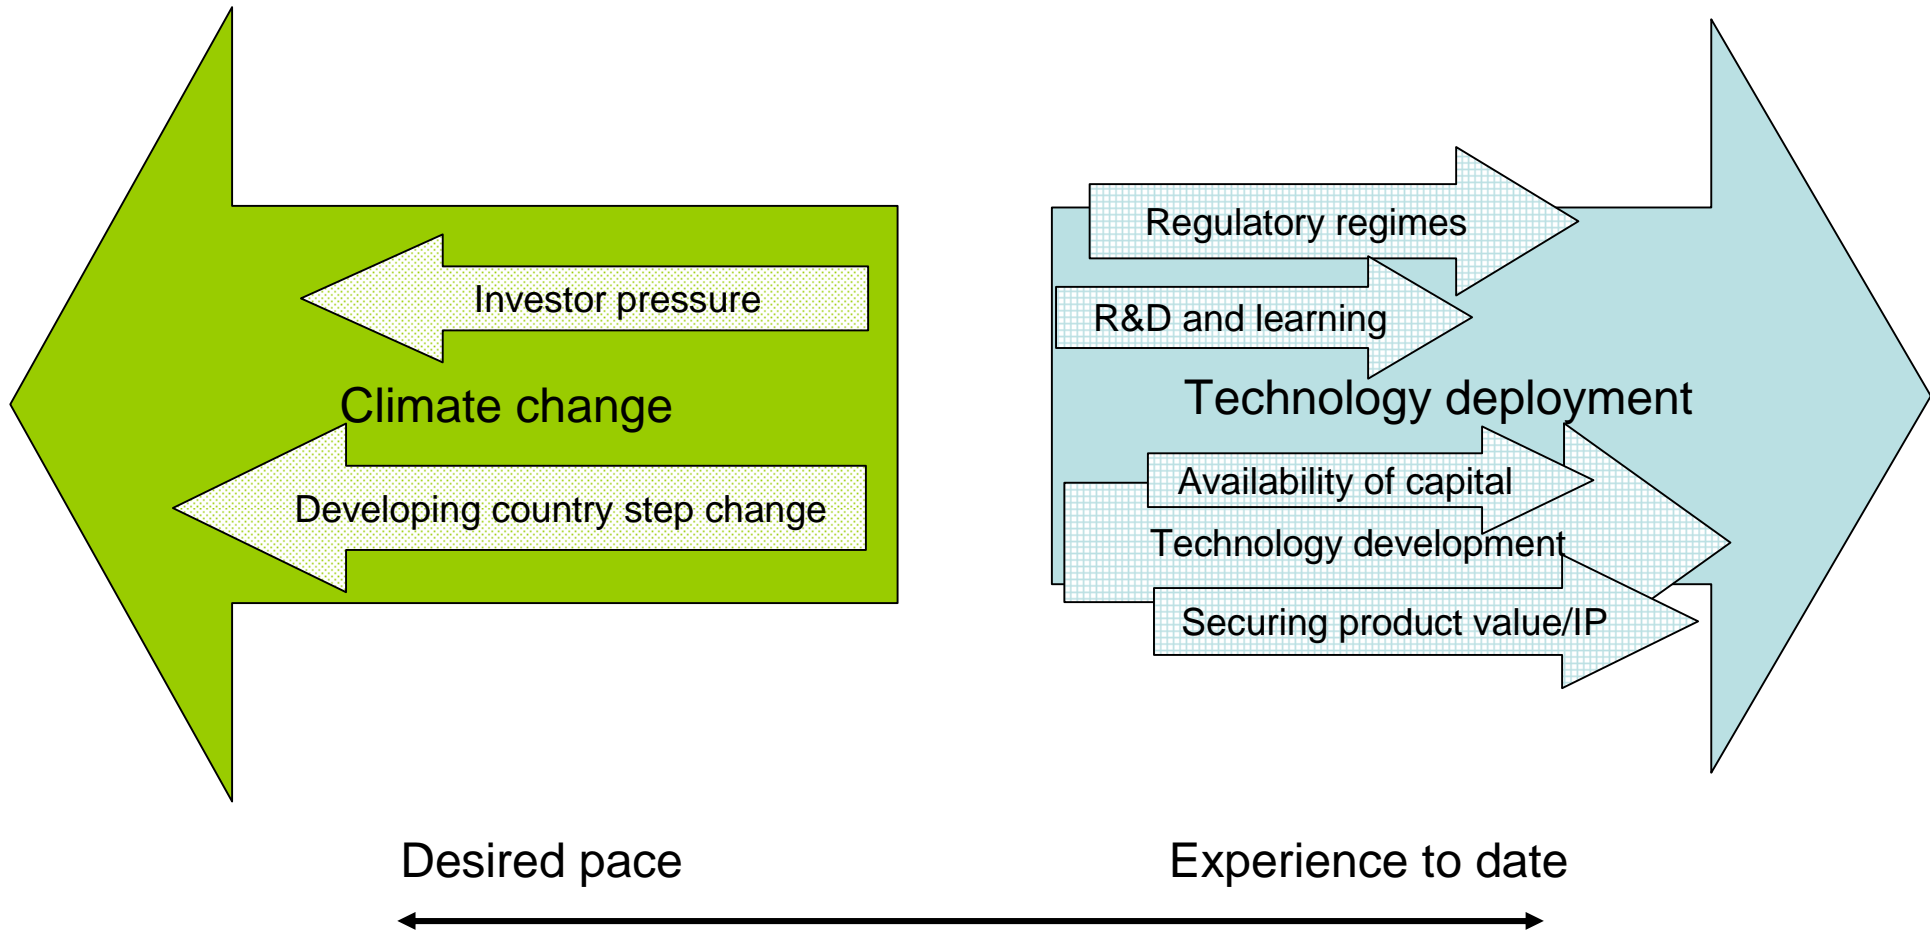 Regulatory regimes
Investor pressure
R&D and learning
Climate change
Technology deployment
Availability of capital
Developing country step change
Technology development
Securing product value/IP
Desired pace
Experience to date